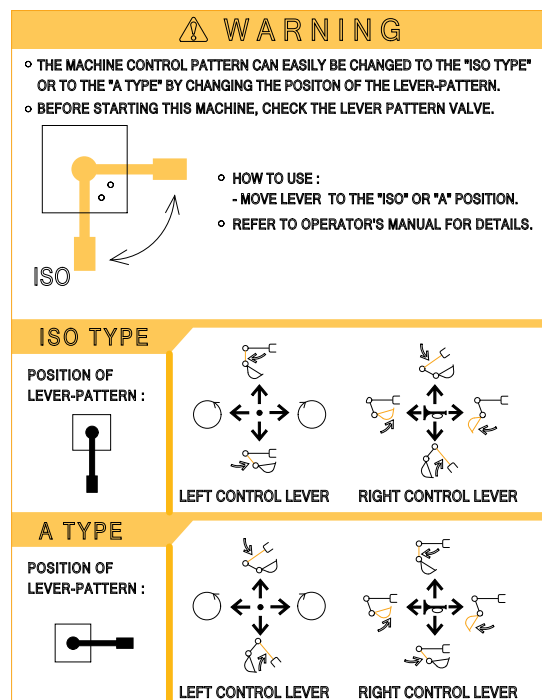 WARNING
THE MACHINE CONTROL PATTERN CAN EASILY BE CHANGED TO THE "ISO TYPE"
OR TO THE "A TYPE" BY CHANGING THE POSITON OF THE LEVER-PATTERN.
BEFORE STARTING THIS MACHINE, CHECK THE LEVER PATTERN VALVE.
HOW TO USE :
- MOVE LEVER TO THE "ISO" OR "A" POSITION.
REFER TO OPERATOR'S MANUAL FOR DETAILS.
ISO
ISO TYPE
POSITION OF
LEVER-PATTERN :
LEFT CONTROL LEVER
RIGHT CONTROL LEVER
A TYPE
POSITION OF
LEVER-PATTERN :
LEFT CONTROL LEVER
RIGHT CONTROL LEVER